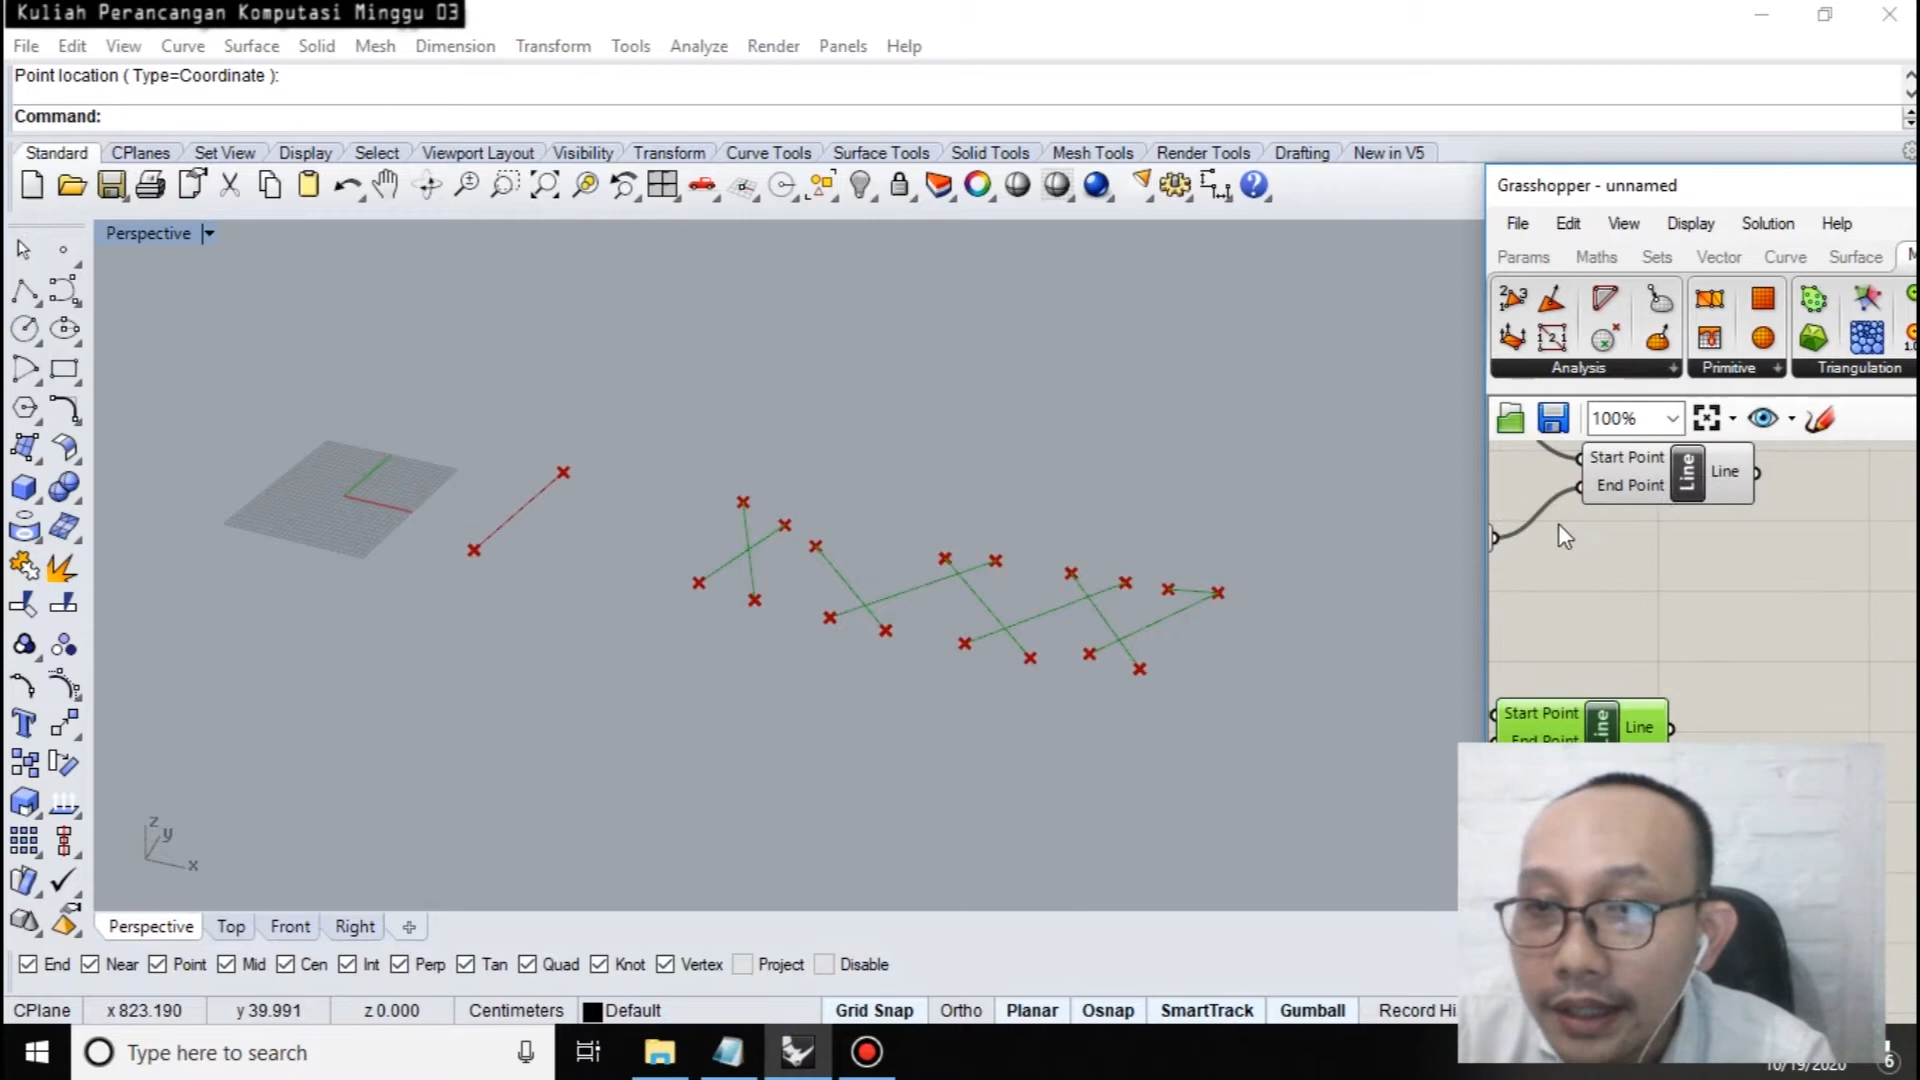 Kuliah Perancangan Komputasi Minggu 03
File Edit View Curve Surface Solid Mesh Dimension Transform Tools Analyze Render Panels Help
Point location ( Type=Coordinate ):
Command:
Standard CPlanes Set View Display Select Viewport Layout Visibility Transform Curve Tools Surface Tools Solid Tools Mesh Tools Render Tools Drafting New in V5
Perspective
Grasshopper - unnamed
File Edit View Display Solution Help
Params Maths Sets Vector Curve Surface
Analysis Primitive Triangulation
100%
Start Point
End Point
Line
Line
Start Point
End Point
Line
Line
z
y
x
Perspective Top Front Right
End Near Point Mid Cen Int Perp Tan Quad Knot Vertex Project Disable
CPlane x 823.190 y 39.991 z 0.000 Centimeters Default Grid Snap Ortho Planar Osnap SmartTrack Gumball Record Hi
Type here to search
10/19/2020
6